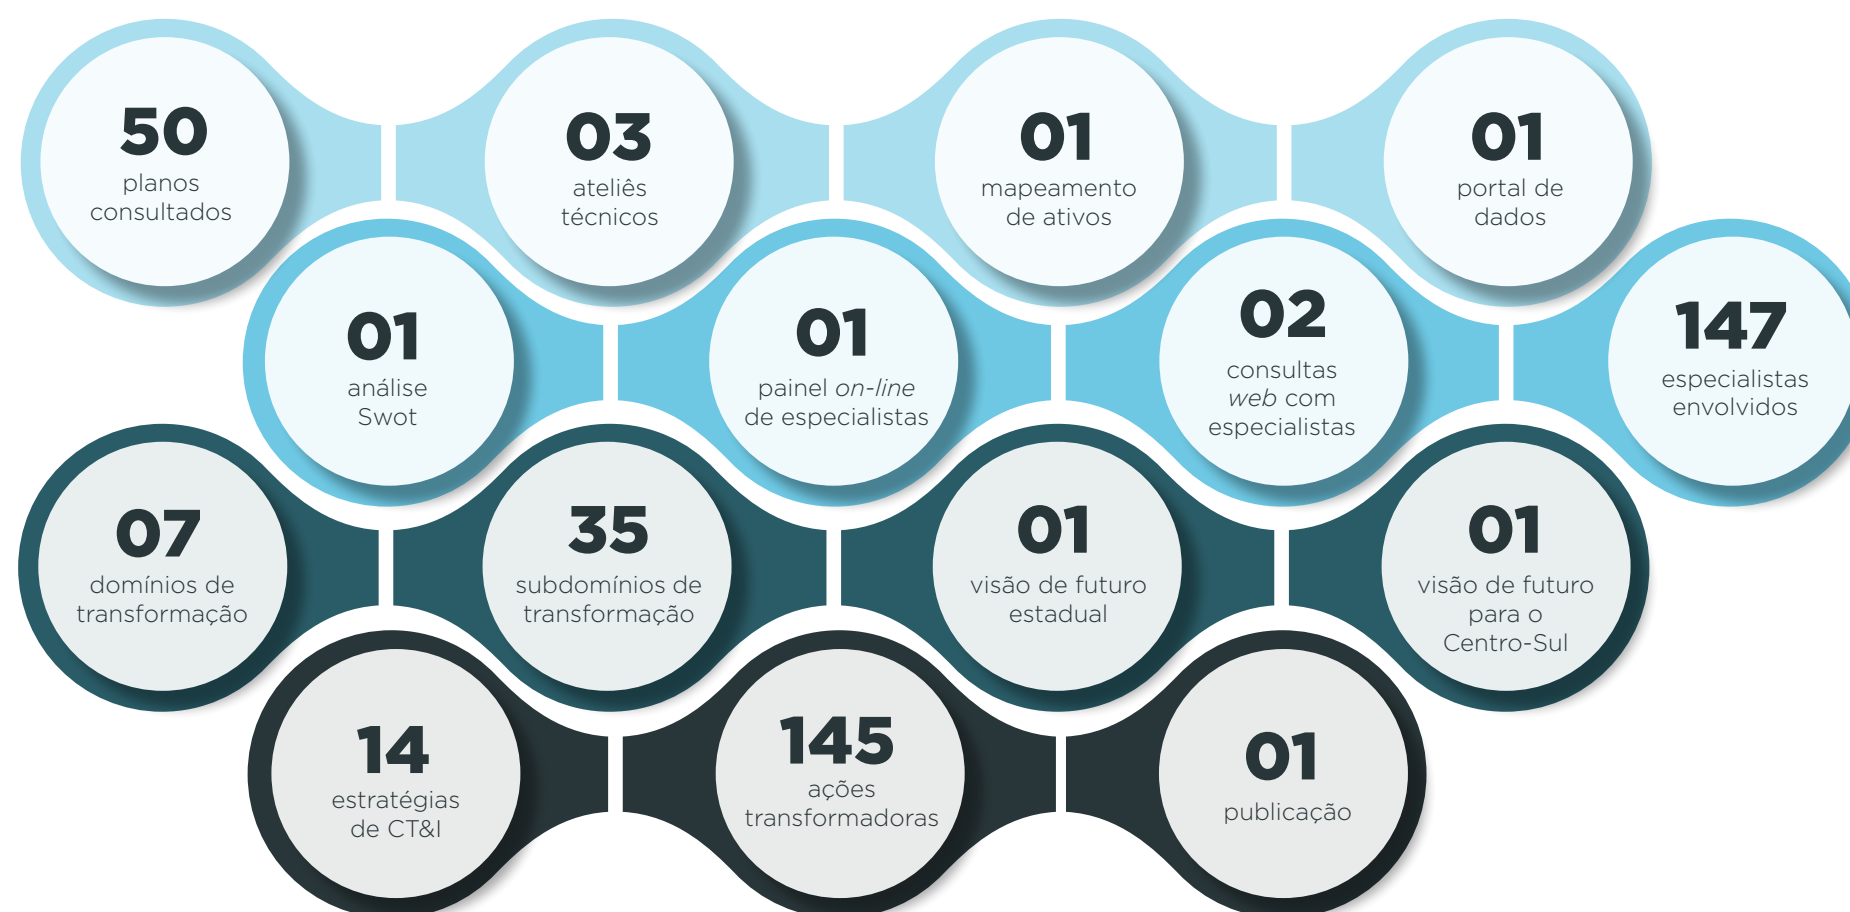 50
planos
consultados
03
ateliês
técnicos
01
mapeamento
de ativos
01
portal de
dados
01
análise
Swot
01
painel on-line
de especialistas
02
consultas
web com
especialistas
147
especialistas
envolvidos
07
domínios de
transformação
35
subdomínios de
transformação
01
visão de futuro
estadual
01
visão de futuro
para o
Centro-Sul
14
estratégias
de CT&I
145
ações
transformadoras
01
publicação